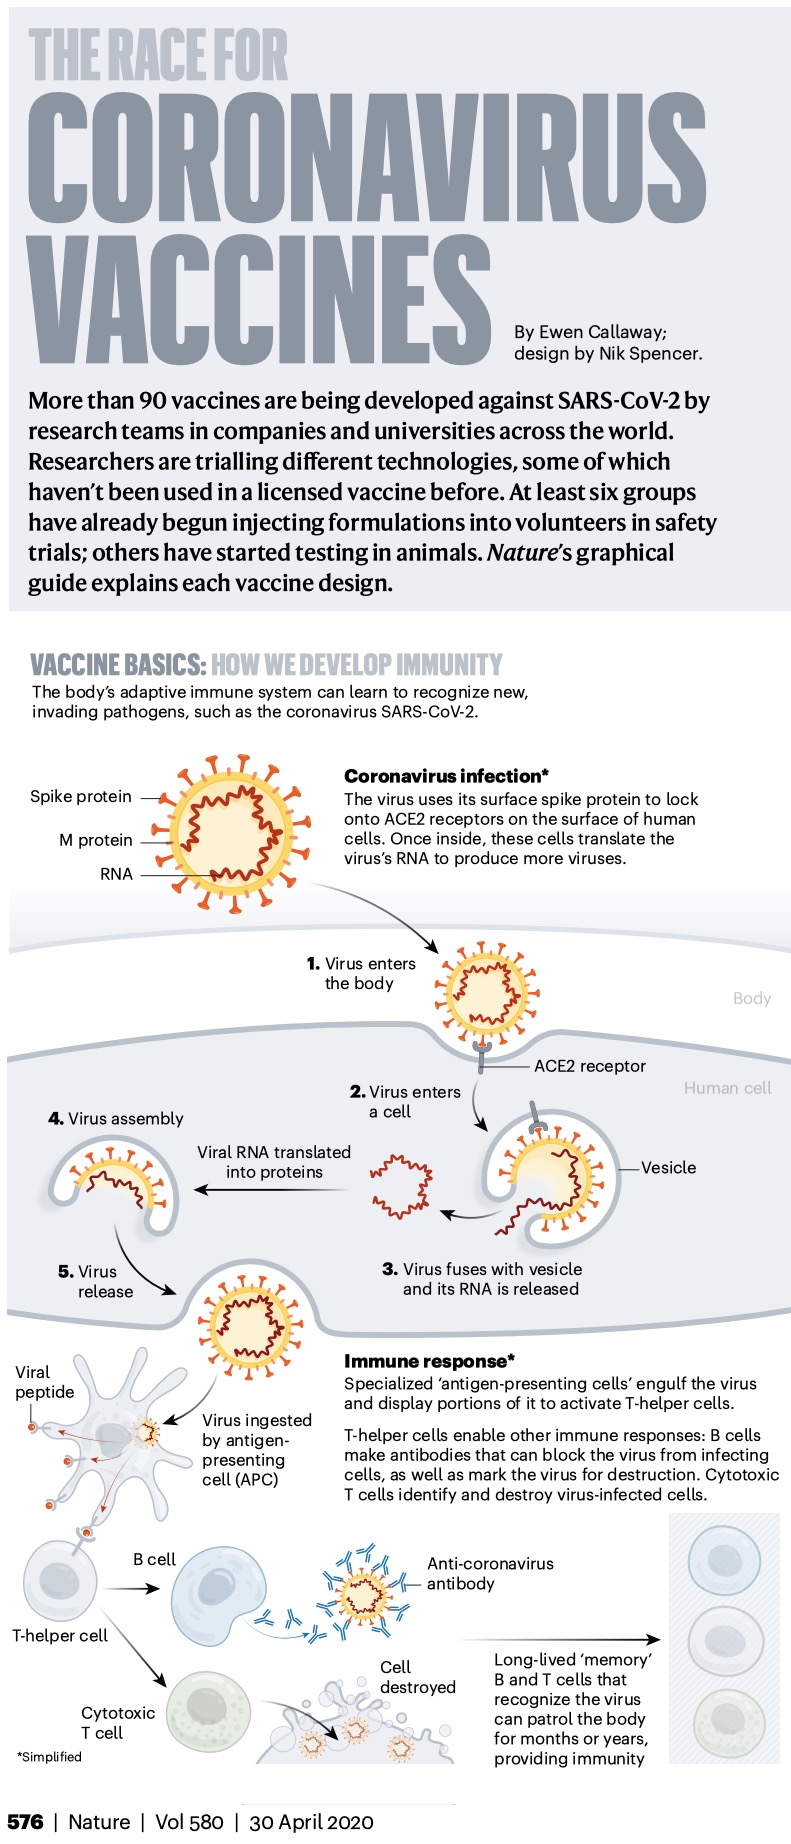 THE RACE FOR
CORONAVIRUS
VACCINES
By Ewen Callaway;
design by Nik Spencer.
More than 90 vaccines are being developed against SARS-CoV-2 by
research teams in companies and universities across the world.
Researchers are trialling different technologies, some of which
haven’t been used in a licensed vaccine before. At least six groups
have already begun injecting formulations into volunteers in safety
trials; others have started testing in animals. Nature’s graphical
guide explains each vaccine design.
VACCINE BASICS: HOW WE DEVELOP IMMUNITY
The body’s adaptive immune system can learn to recognize new,
invading pathogens, such as the coronavirus SARS-CoV-2.
Spike protein
M protein
RNA
Coronavirus infection*
The virus uses its surface spike protein to lock
onto ACE2 receptors on the surface of human
cells. Once inside, these cells translate the
virus’s RNA to produce more viruses.
1. Virus enters
the body
Body
ACE2 receptor
Human cell
2. Virus enters
a cell
4. Virus assembly
Viral RNA translated
into proteins
Vesicle
3. Virus fuses with vesicle
and its RNA is released
5. Virus
release
Immune response*
Specialized ‘antigen-presenting cells’ engulf the virus
and display portions of it to activate T-helper cells.
T-helper cells enable other immune responses: B cells
make antibodies that can block the virus from infecting
cells, as well as mark the virus for destruction. Cytotoxic
T cells identify and destroy virus-infected cells.
Viral
peptide
Virus ingested
by antigen-
presenting
cell (APC)
B cell
Anti-coronavirus
antibody
T-helper cell
Cell
destroyed
Long-lived ‘memory’
B and T cells that
recognize the virus
can patrol the body
for months or years,
providing immunity
Cytotoxic
T cell
*Simplified
576 | Nature | Vol 580 | 30 April 2020